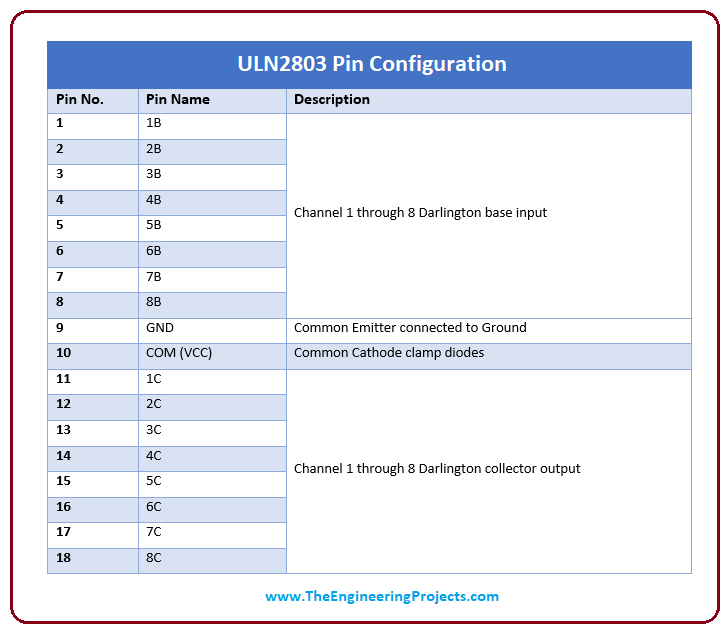 ULN2803 Pin Configuration
Pin No. Pin Name Description
1 1B
2 2B
3 3B
4 4B
Channel 1 through 8 Darlington base input
5 5B
6 6B
7 7B
8 8B
9 GND Common Emitter connected to Ground
10 COM (VCC) Common Cathode clamp diodes
11 1C
12 2C
13 3C
14 4C
Channel 1 through 8 Darlington collector output
15 5C
16 6C
17 7C
18 8C
www.TheEngineeringProjects.com